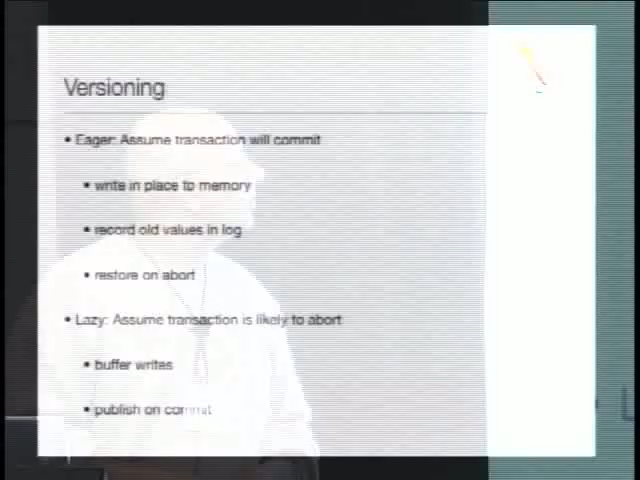 Versioning
• Eager: Assume transaction will commit
• write in place to memory
• record old values in log
• restore on abort
• Lazy: Assume transaction is likely to abort
• buffer writes
• publish on commit
L